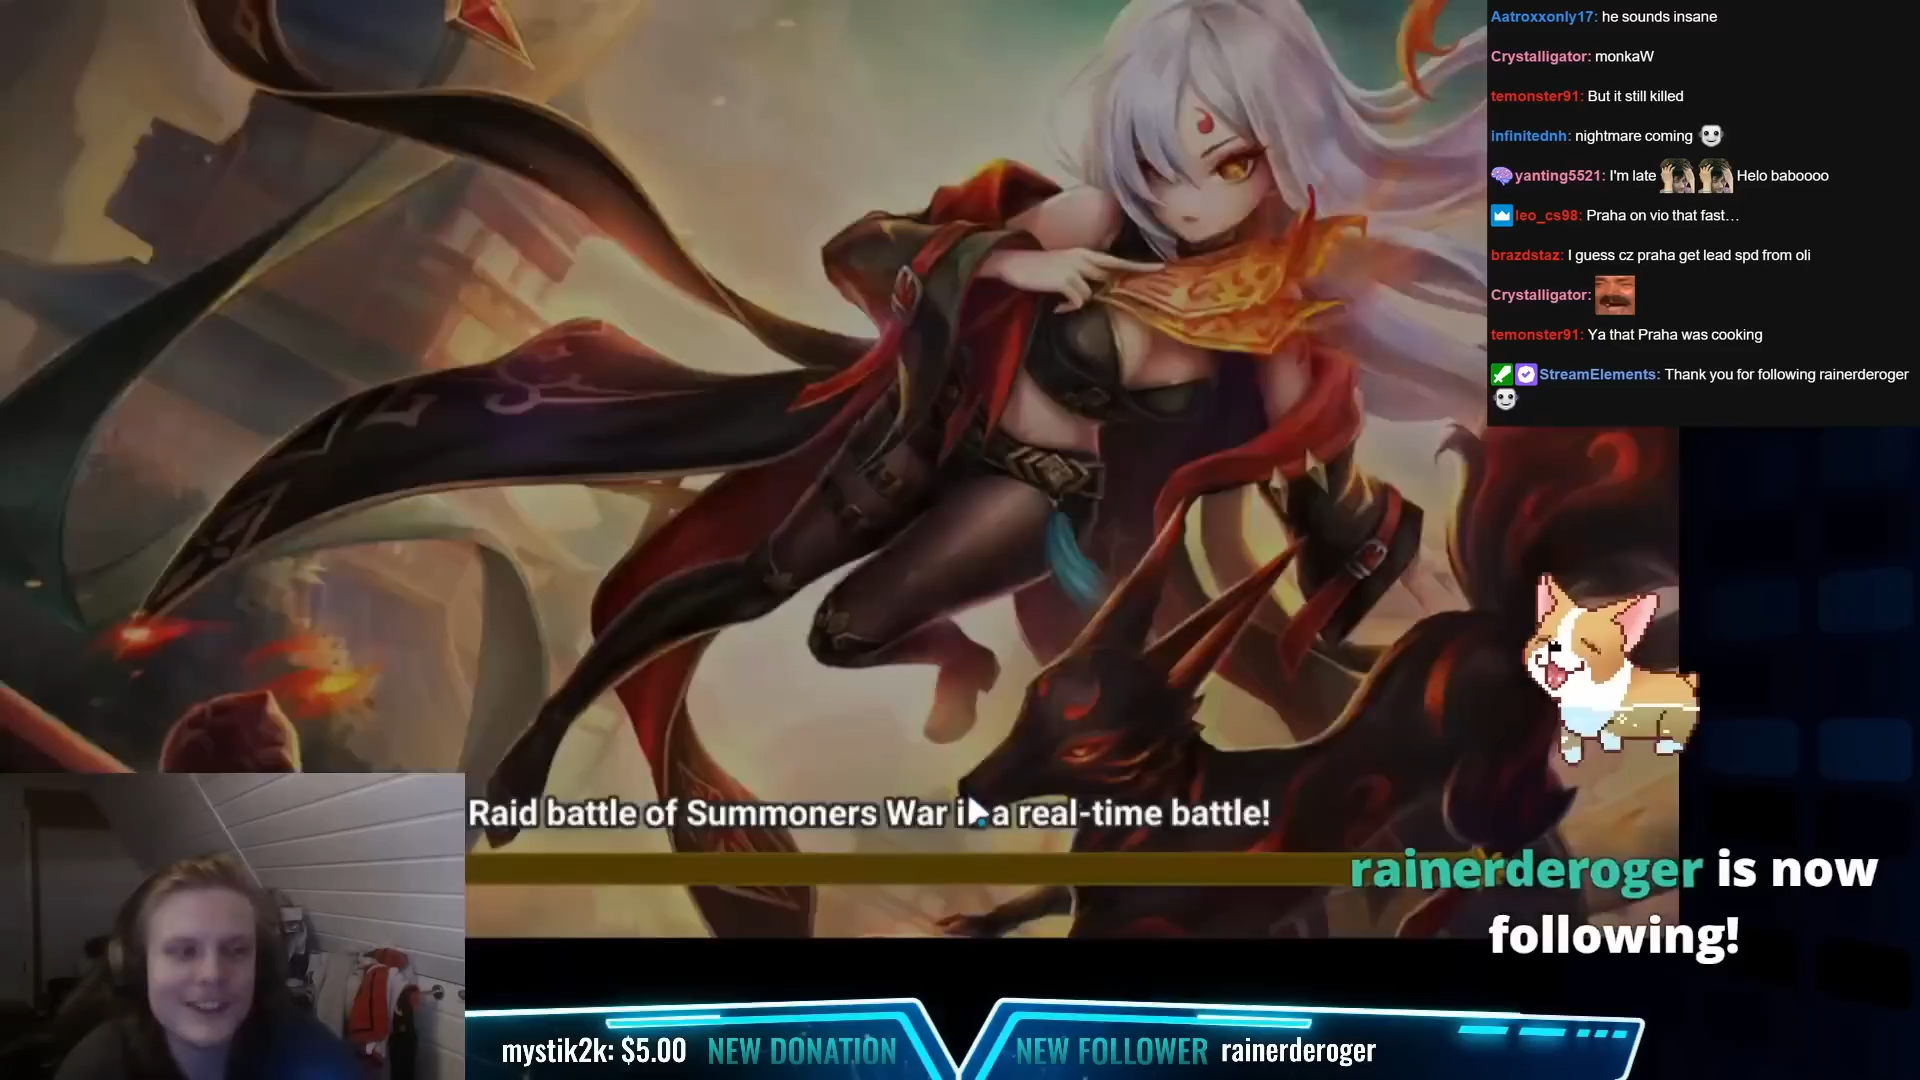 Aatroxxonly17: he sounds insane
Crystalligator: monkaW
temonster91: But it still killed
infinitednh: nightmare coming
yanting5521: I'm late Helo baboooo
leo_cs98: Praha on vio that fast…
brazdstaz: I guess cz praha get lead spd from oli
Crystalligator:
temonster91: Ya that Praha was cooking
StreamElements: Thank you for following rainerderoger
Raid battle of Summoners War is a real-time battle!
rainerderoger is now
following!
mystik2k: $5.00 NEW DONATION
NEW FOLLOWER rainerderoger